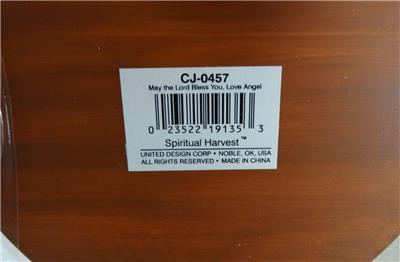 CJ-0457
May the Lord Bless You, Love Angel
0 23522 19135 3
Spiritual Harvest™
UNITED DESIGN CORP • NOBLE, OK, USA
ALL RIGHTS RESERVED • MADE IN CHINA